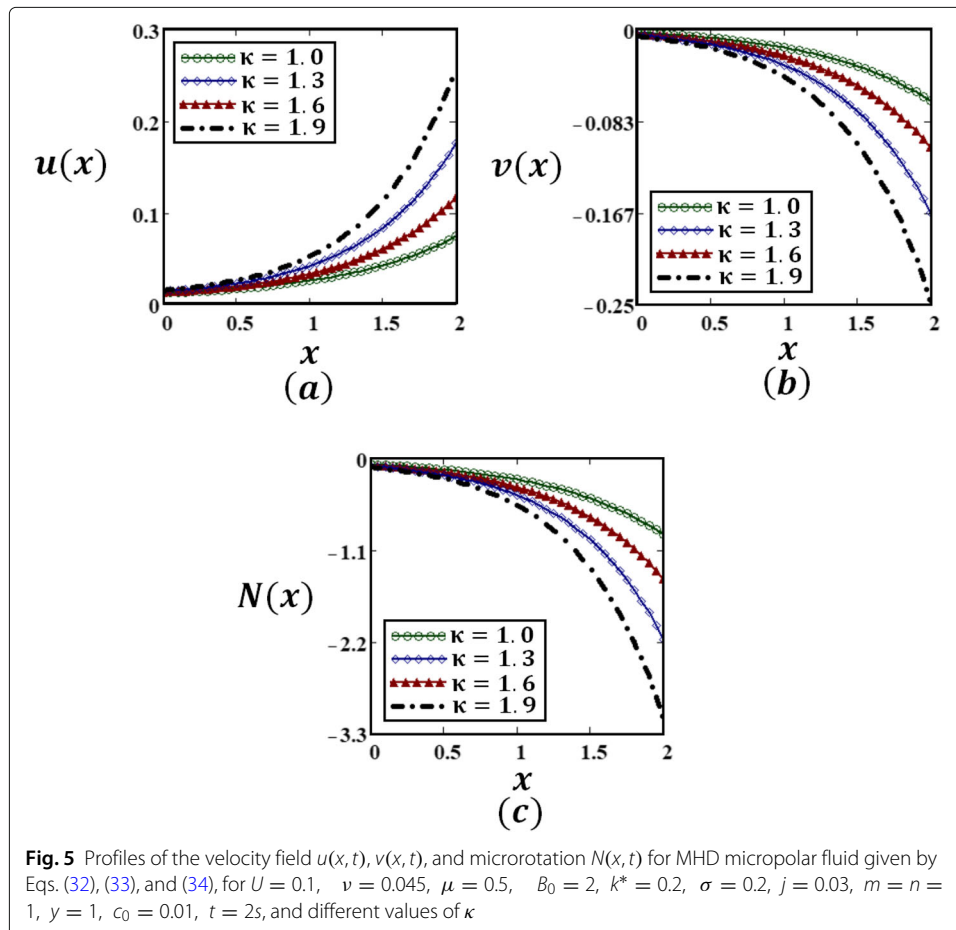 0.3
0.2
0.1
0
u(x)
κ = 1.0
κ = 1.3
κ = 1.6
κ = 1.9
0 0.5 1 1.5 2
x
(a)
0
−0.083
−0.167
−0.25
v(x)
κ = 1.0
κ = 1.3
κ = 1.6
κ = 1.9
0 0.5 1 1.5 2
x
(b)
0
−1.1
−2.2
−3.3
N(x)
κ = 1.0
κ = 1.3
κ = 1.6
κ = 1.9
0 0.5 1 1.5 2
x
(c)
Fig. 5 Profiles of the velocity field u(x, t), v(x, t), and microrotation N(x, t) for MHD micropolar fluid given by
Eqs. (32), (33), and (34), for U = 0.1, ν = 0.045, μ = 0.5, B₀ = 2, k* = 0.2, σ = 0.2, j = 0.03, m = n =
1, y = 1, c₀ = 0.01, t = 2s, and different values of κ